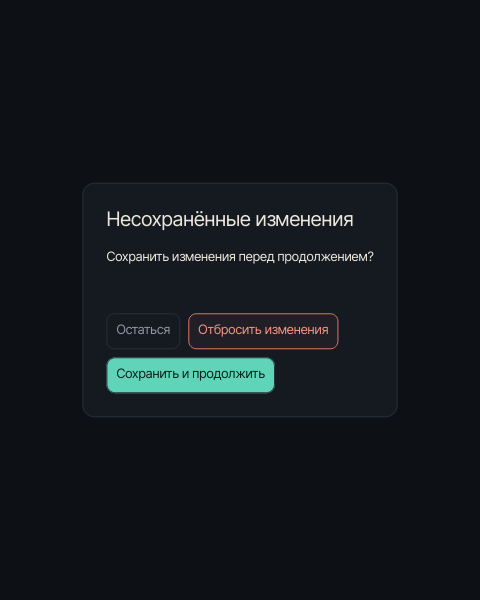 Несохранённые изменения
Сохранить изменения перед продолжением?
Остаться
Отбросить изменения
Сохранить и продолжить